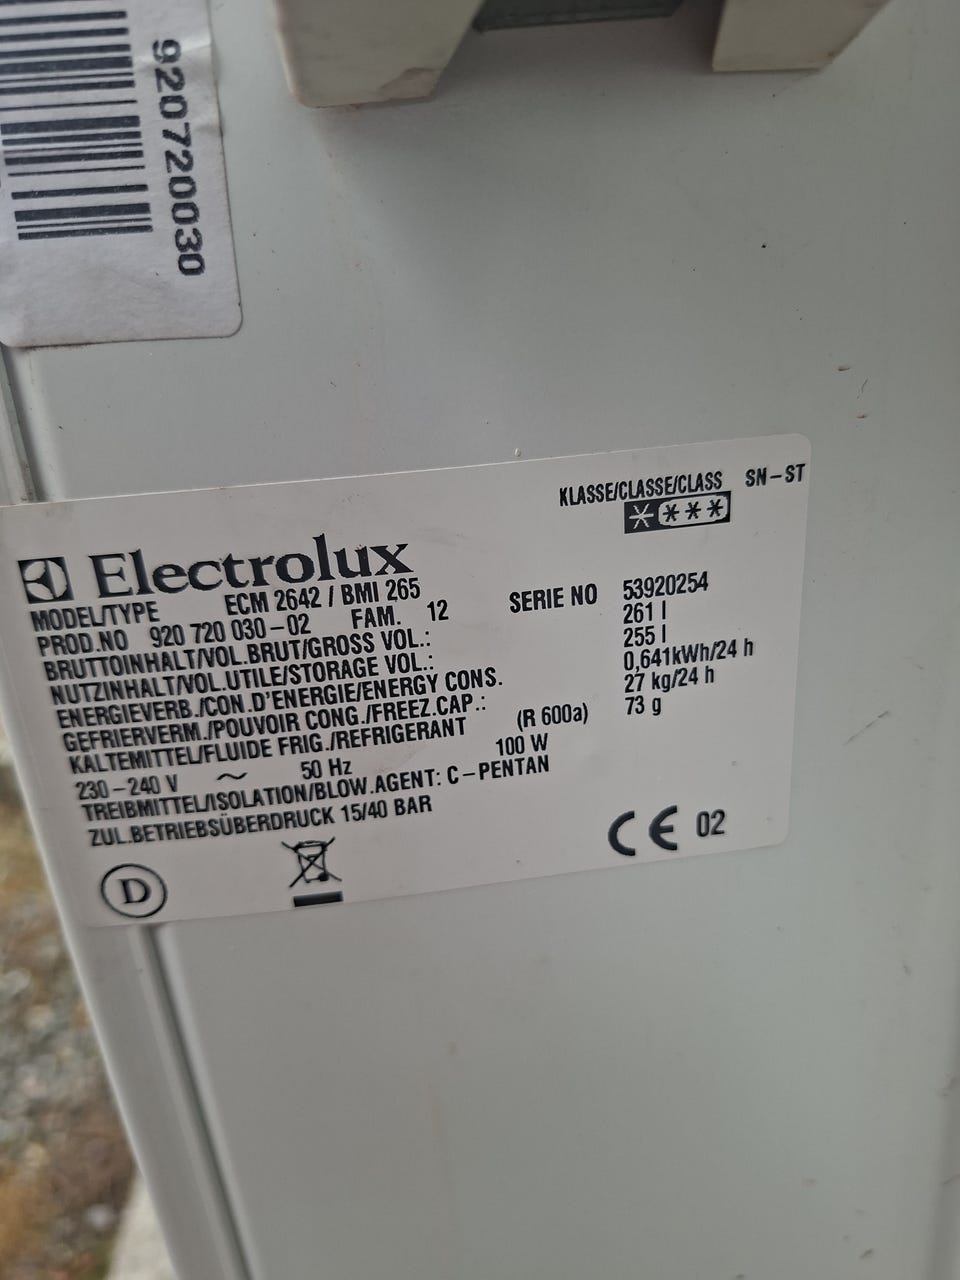 920720030
KLASSE/CLASSE/CLASS SN-ST
Electrolux
MODEL/TYPE ECM 2642 / BMI 265
PROD.NO 920 720 030-02 FAM. 12 SERIE NO 53920254
BRUTTOINHALT/VOL.BRUT/GROSS VOL.: 261 l
NUTZINHALT/VOL.UTILE/STORAGE VOL.: 255 l
ENERGIEVERB./CON.D'ENERGIE/ENERGY CONS. 0,641kWh/24 h
GEFRIERVERM./POUVOIR CONG./FREEZ.CAP.: 27 kg/24 h
KALTEMITTEL/FLUIDE FRIG./REFRIGERANT (R 600a) 73 g
230-240 V ~ 50 Hz 100 W
TREIBMITTEL/ISOLATION/BLOW.AGENT: C-PENTAN
ZUL.BETRIEBSÜBERDRUCK 15/40 BAR
D
CE 02